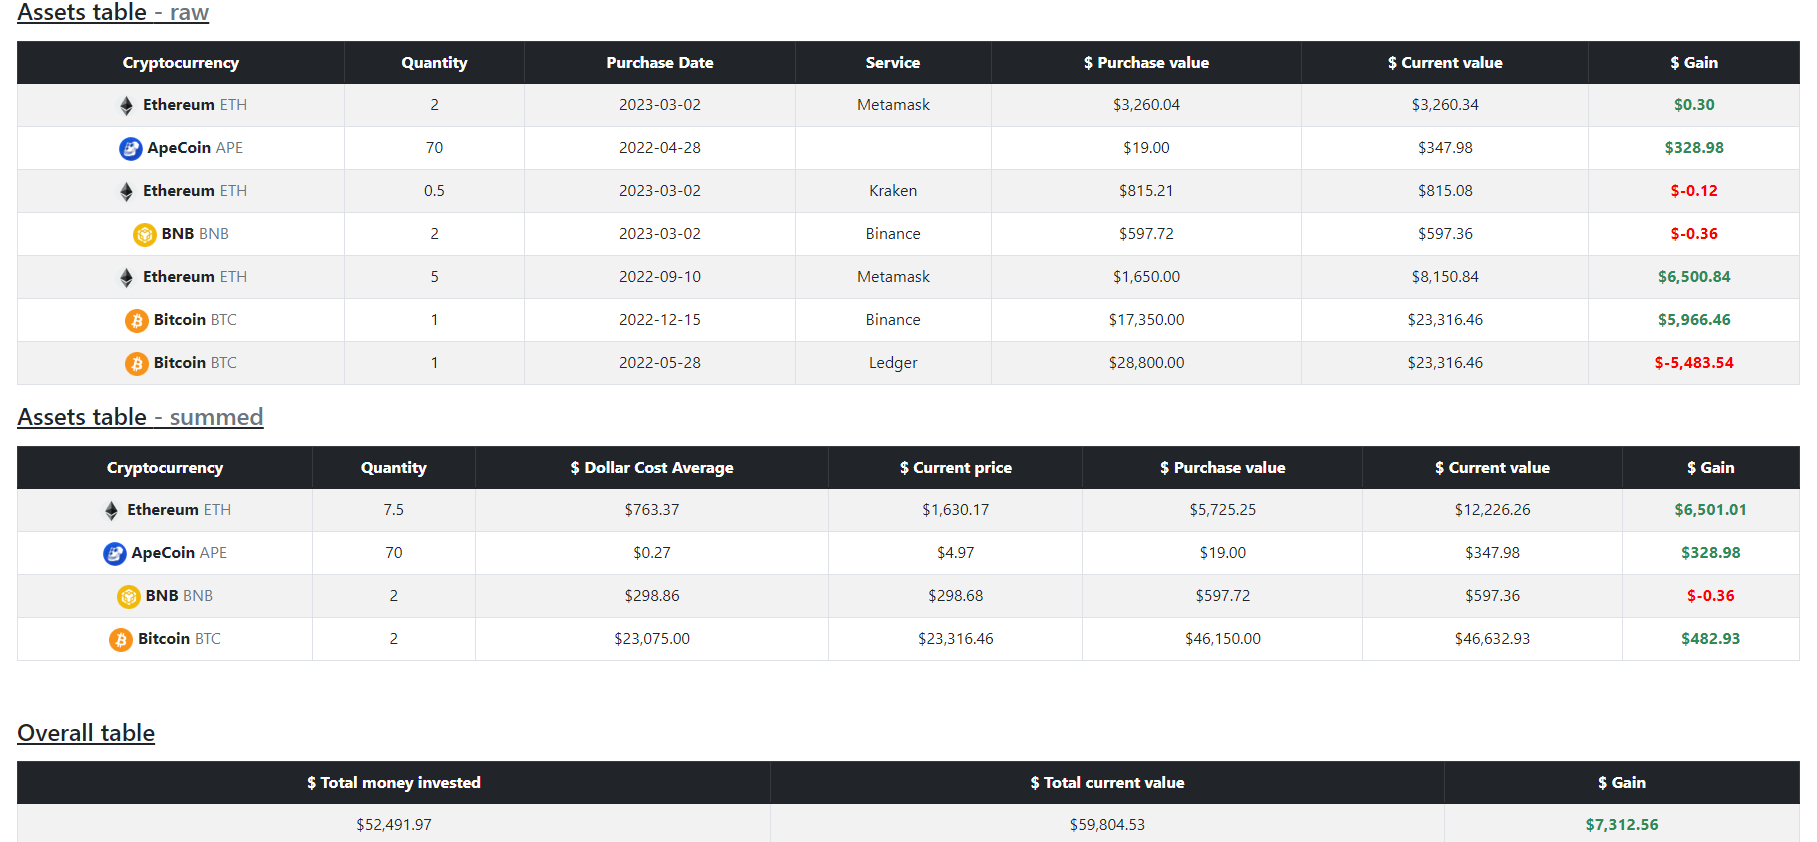 Assets table - raw
Cryptocurrency Quantity Purchase Date Service $ Purchase value $ Current value $ Gain
Ethereum ETH 2 2023-03-02 Metamask $3,260.04 $3,260.34 $0.30
ApeCoin APE 70 2022-04-28 $19.00 $347.98 $328.98
Ethereum ETH 0.5 2023-03-02 Kraken $815.21 $815.08 $-0.12
BNB BNB 2 2023-03-02 Binance $597.72 $597.36 $-0.36
Ethereum ETH 5 2022-09-10 Metamask $1,650.00 $8,150.84 $6,500.84
Bitcoin BTC 1 2022-12-15 Binance $17,350.00 $23,316.46 $5,966.46
Bitcoin BTC 1 2022-05-28 Ledger $28,800.00 $23,316.46 $-5,483.54
Assets table - summed
Cryptocurrency Quantity $ Dollar Cost Average $ Current price $ Purchase value $ Current value $ Gain
Ethereum ETH 7.5 $763.37 $1,630.17 $5,725.25 $12,226.26 $6,501.01
ApeCoin APE 70 $0.27 $4.97 $19.00 $347.98 $328.98
BNB BNB 2 $298.86 $298.68 $597.72 $597.36 $-0.36
Bitcoin BTC 2 $23,075.00 $23,316.46 $46,150.00 $46,632.93 $482.93
Overall table
$ Total money invested $ Total current value $ Gain
$52,491.97 $59,804.53 $7,312.56